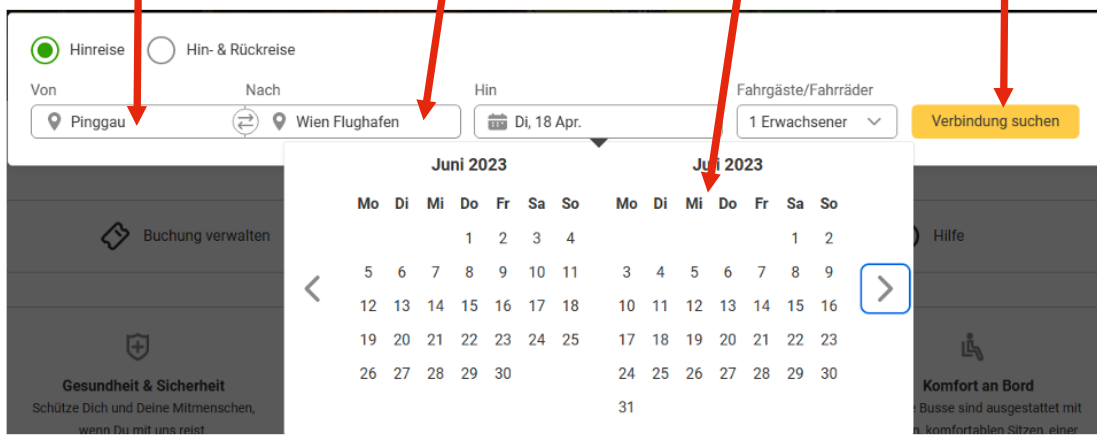 Hinreise Hin- & Rückreise
Von Nach Hin Fahrgäste/Fahrräder
Pinggau Wien Flughafen Di, 18 Apr. 1 Erwachsener Verbindung suchen
Juni 2023 Juli 2023
Mo Di Mi Do Fr Sa So Mo Di Mi Do Fr Sa So
Buchung verwalten 1 2 3 4 1 2 Hilfe
5 6 7 8 9 10 11 3 4 5 6 7 8 9
12 13 14 15 16 17 18 10 11 12 13 14 15 16
19 20 21 22 23 24 25 17 18 19 20 21 22 23
26 27 28 29 30 24 25 26 27 28 29 30
31
Gesundheit & Sicherheit Komfort an Bord
Schütze Dich und Deine Mitmenschen, Busse sind ausgestattet mit
wenn Du mit uns reist. komfortablen Sitzen, einer